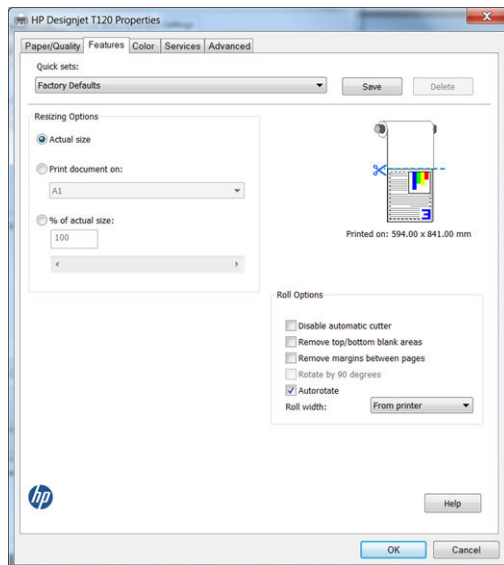 HP Designjet T120 Properties
Paper/Quality Features Color Services Advanced
Quick sets:
Factory Defaults Save Delete
Resizing Options
Actual size
Print document on:
A1
% of actual size:
100
Printed on: 594.00 x 841.00 mm
Roll Options
Disable automatic cutter
Remove top/bottom blank areas
Remove margins between pages
Rotate by 90 degrees
Autorotate
Roll width: From printer
hp
Help
OK Cancel